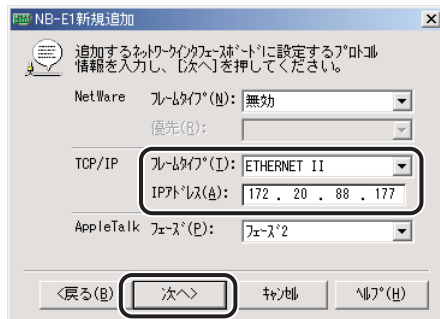 NB-E1新規追加
追加するﾈｯﾄﾜｰｸｲﾝﾀﾌｪｰｽﾎﾞｰﾄﾞに設定するﾌﾟﾛﾄｺﾙ
情報を入力し、[次へ]を押してください。
NetWare ﾌﾚｰﾑﾀｲﾌﾟ(N): 無効
優先(R):
TCP/IP ﾌﾚｰﾑﾀｲﾌﾟ(T): ETHERNET II
IPｱﾄﾞﾚｽ(A): 172 . 20 . 88 . 177
AppleTalk ﾌｪｰｽﾞ(P): ﾌｪｰｽﾞ2
<戻る(B) 次へ> ｷｬﾝｾﾙ ﾍﾙﾌﾟ(H)